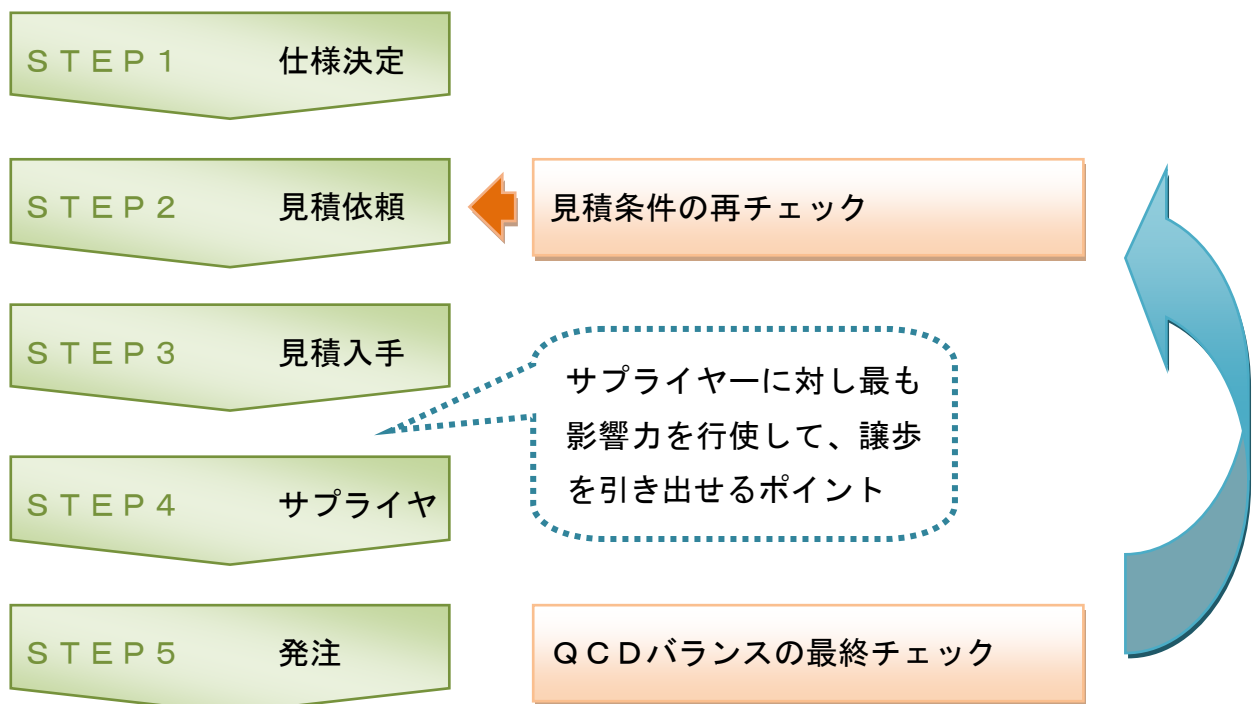 ＳＴＥＰ１　仕様決定
ＳＴＥＰ２　見積依頼
見積条件の再チェック
ＳＴＥＰ３　見積入手
サプライヤーに対し最も
影響力を行使して、譲歩
を引き出せるポイント
ＳＴＥＰ４　サプライヤ
ＳＴＥＰ５　発注
ＱＣＤバランスの最終チェック